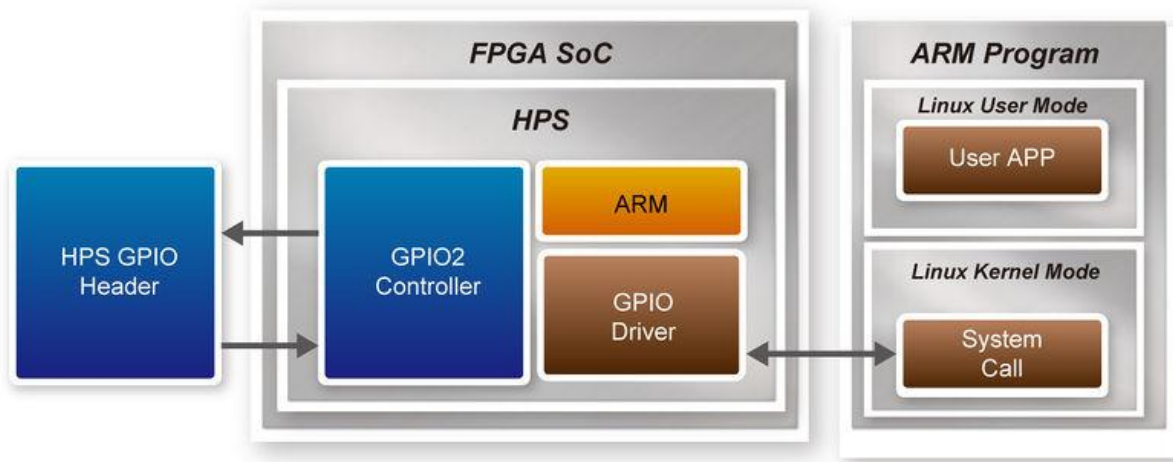 FPGA SoC
HPS
HPS GPIO
Header
GPIO2
Controller
ARM
GPIO
Driver
ARM Program
Linux User Mode
User APP
Linux Kernel Mode
System
Call